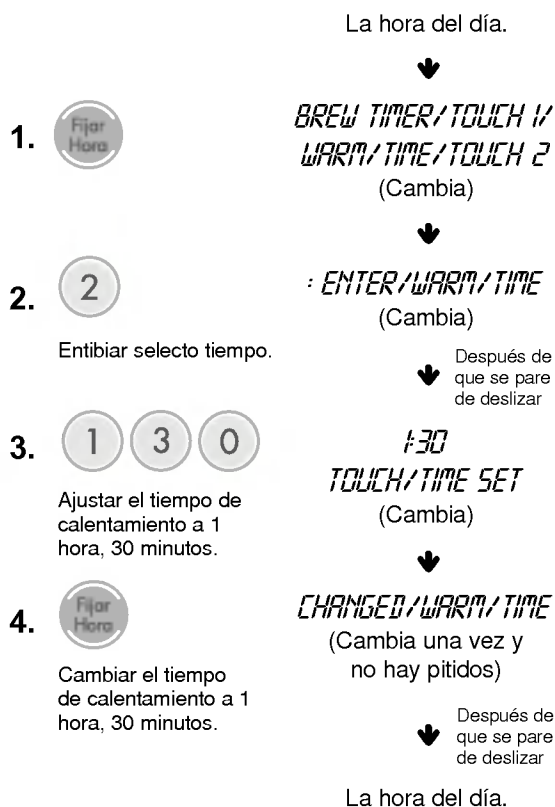 La hora del día.
1.
Fijar
Hora
BREW TIMER/TOUCH 1/
WARM/TIME/TOUCH 2
(Cambia)
2.
2
Entibiar selecto tiempo.
: ENTER/WARM/TIME
(Cambia)
Después de
que se pare
de deslizar
3.
1 3 0
Ajustar el tiempo de
calentamiento a 1
hora, 30 minutos.
1:30
TOUCH/TIME SET
(Cambia)
4.
Fijar
Hora
Cambiar el tiempo
de calentamiento a 1
hora, 30 minutos.
CHANGED/WARM/TIME
(Cambia una vez y
no hay pitidos)
Después de
que se pare
de deslizar
La hora del día.